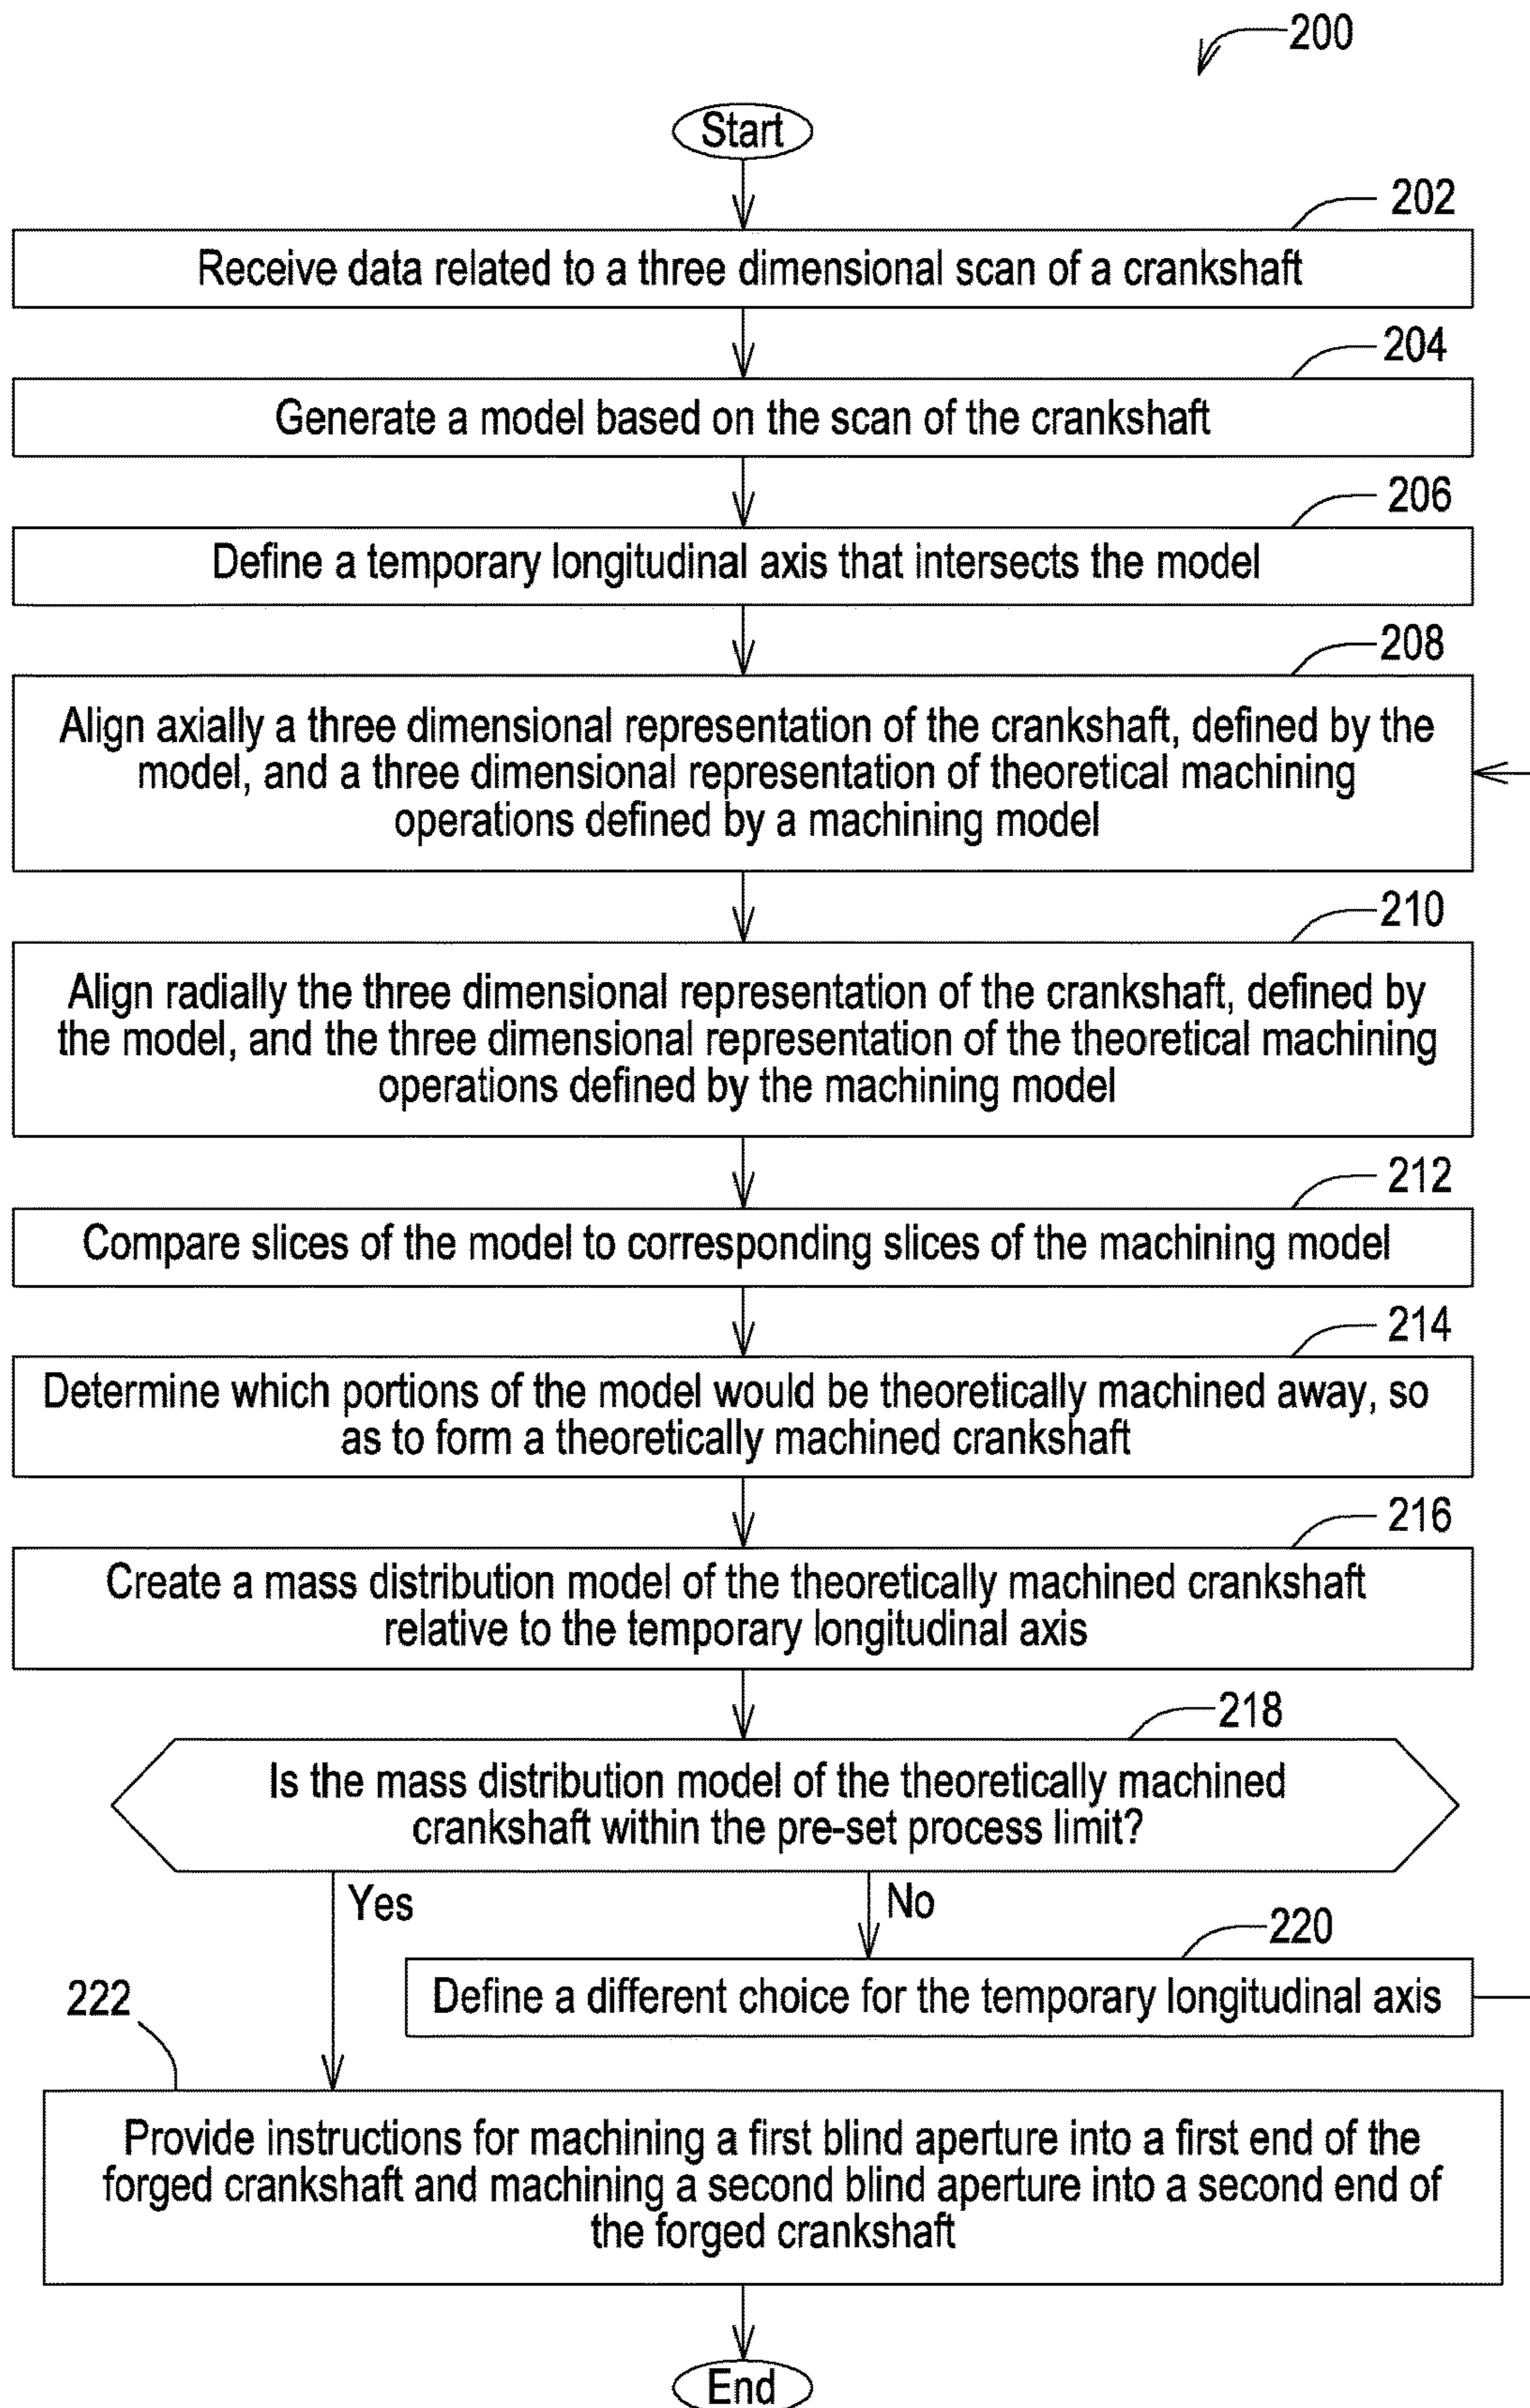 200
Start
202
Receive data related to a three dimensional scan of a crankshaft
204
Generate a model based on the scan of the crankshaft
206
Define a temporary longitudinal axis that intersects the model
208
Align axially a three dimensional representation of the crankshaft, defined by the
model, and a three dimensional representation of theoretical machining
operations defined by a machining model
210
Align radially the three dimensional representation of the crankshaft, defined by
the model, and the three dimensional representation of the theoretical machining
operations defined by the machining model
212
Compare slices of the model to corresponding slices of the machining model
214
Determine which portions of the model would be theoretically machined away, so
as to form a theoretically machined crankshaft
216
Create a mass distribution model of the theoretically machined crankshaft
relative to the temporary longitudinal axis
218
Is the mass distribution model of the theoretically machined
crankshaft within the pre-set process limit?
Yes
No
220
Define a different choice for the temporary longitudinal axis
222
Provide instructions for machining a first blind aperture into a first end of the
forged crankshaft and machining a second blind aperture into a second end of
the forged crankshaft
End